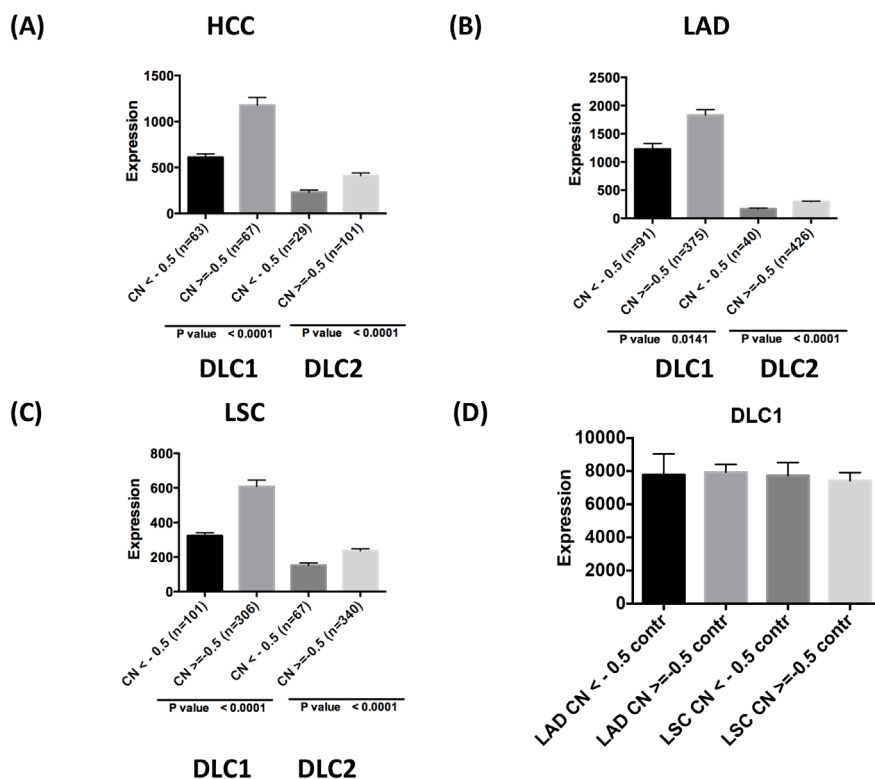 (A)
HCC
Expression
1500
1000
500
0
CN < - 0.5 (n=63)
CN >=-0.5 (n=67)
CN < - 0.5 (n=29)
CN >=-0.5 (n=101)
P value < 0.0001
P value < 0.0001
DLC1
DLC2
(B)
LAD
Expression
2500
2000
1500
1000
500
0
CN < - 0.5 (n=91)
CN >=-0.5 (n=375)
CN < - 0.5 (n=40)
CN >=-0.5 (n=426)
P value 0.0141
P value < 0.0001
DLC1
DLC2
(C)
LSC
Expression
800
600
400
200
0
CN < - 0.5 (n=101)
CN >=-0.5 (n=306)
CN < - 0.5 (n=67)
CN >=-0.5 (n=340)
P value < 0.0001
P value < 0.0001
DLC1
DLC2
(D)
DLC1
Expression
10000
8000
6000
4000
2000
0
LAD CN < - 0.5 contr
LAD CN >=-0.5 contr
LSC CN < - 0.5 contr
LSC CN >=-0.5 contr